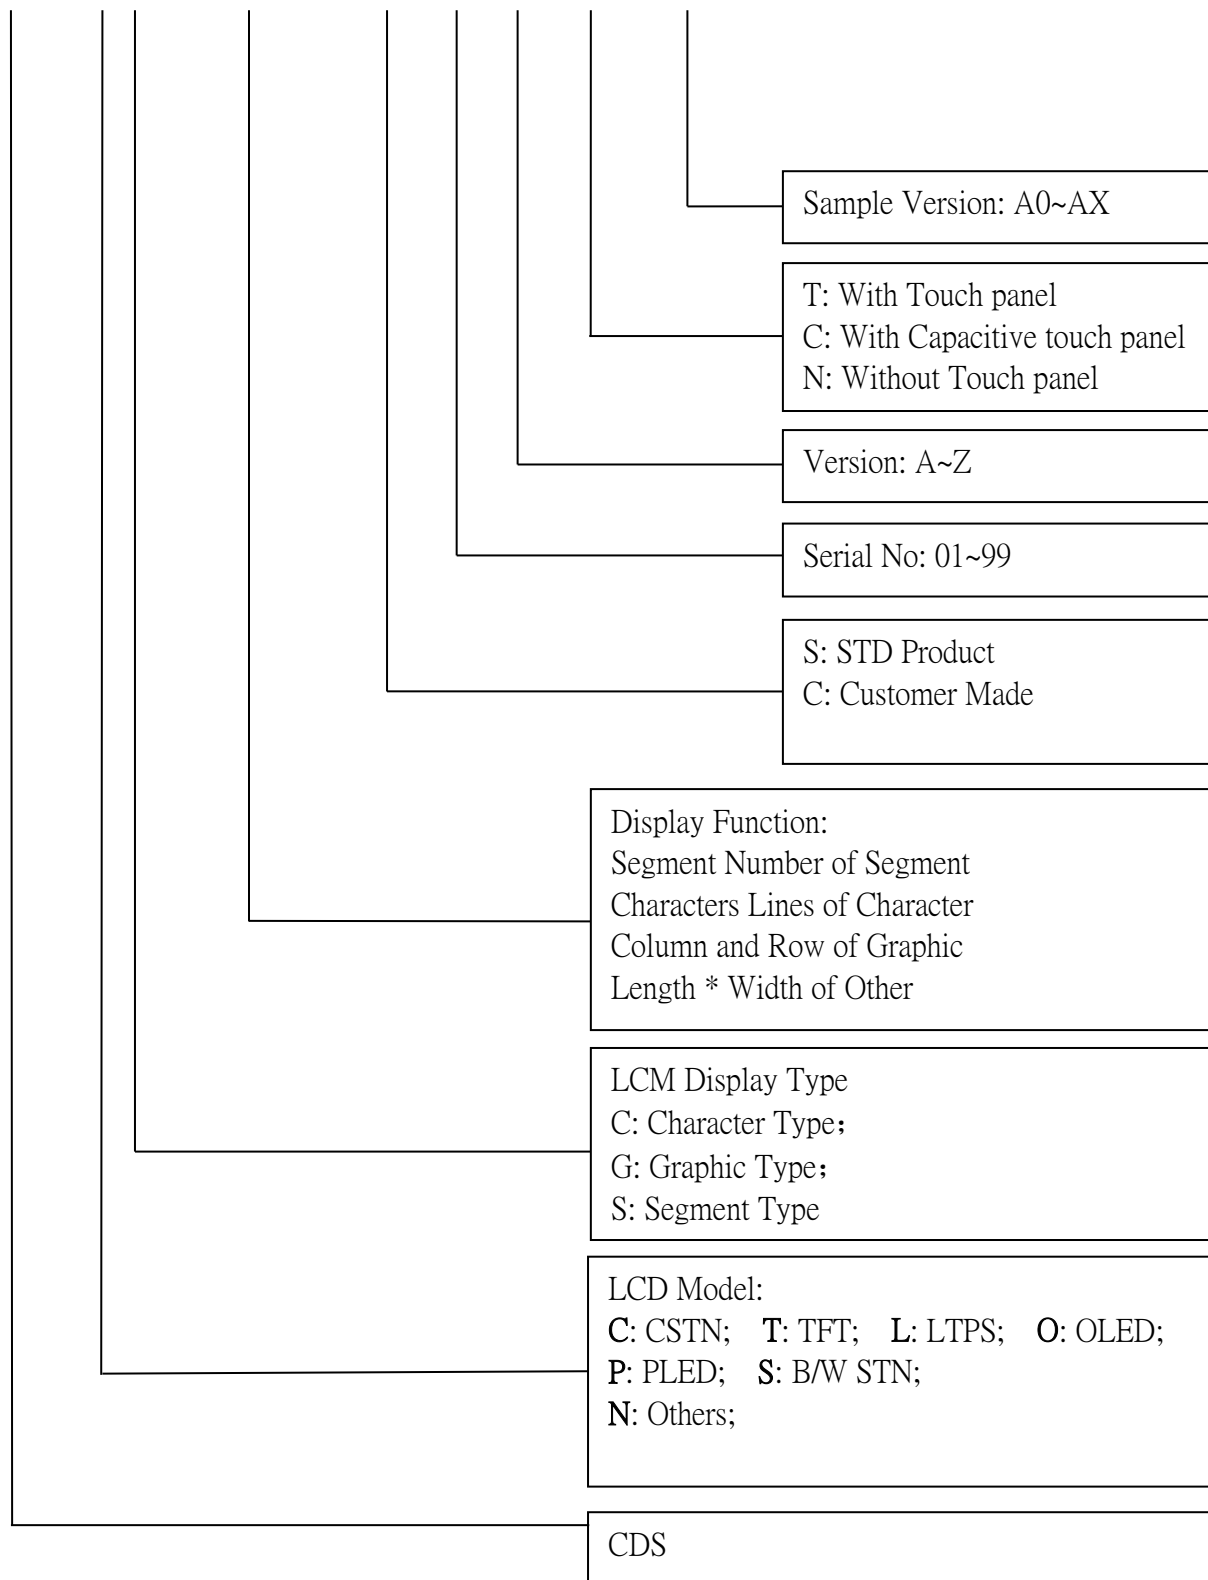 Sample Version: A0~AX
T: With Touch panel
C: With Capacitive touch panel
N: Without Touch panel
Version: A~Z
Serial No: 01~99
S: STD Product
C: Customer Made
Display Function:
Segment Number of Segment
Characters Lines of Character
Column and Row of Graphic
Length * Width of Other
LCM Display Type
C: Character Type；
G: Graphic Type；
S: Segment Type
LCD Model:
C: CSTN; T: TFT; L: LTPS; O: OLED;
P: PLED; S: B/W STN;
N: Others;
CDS